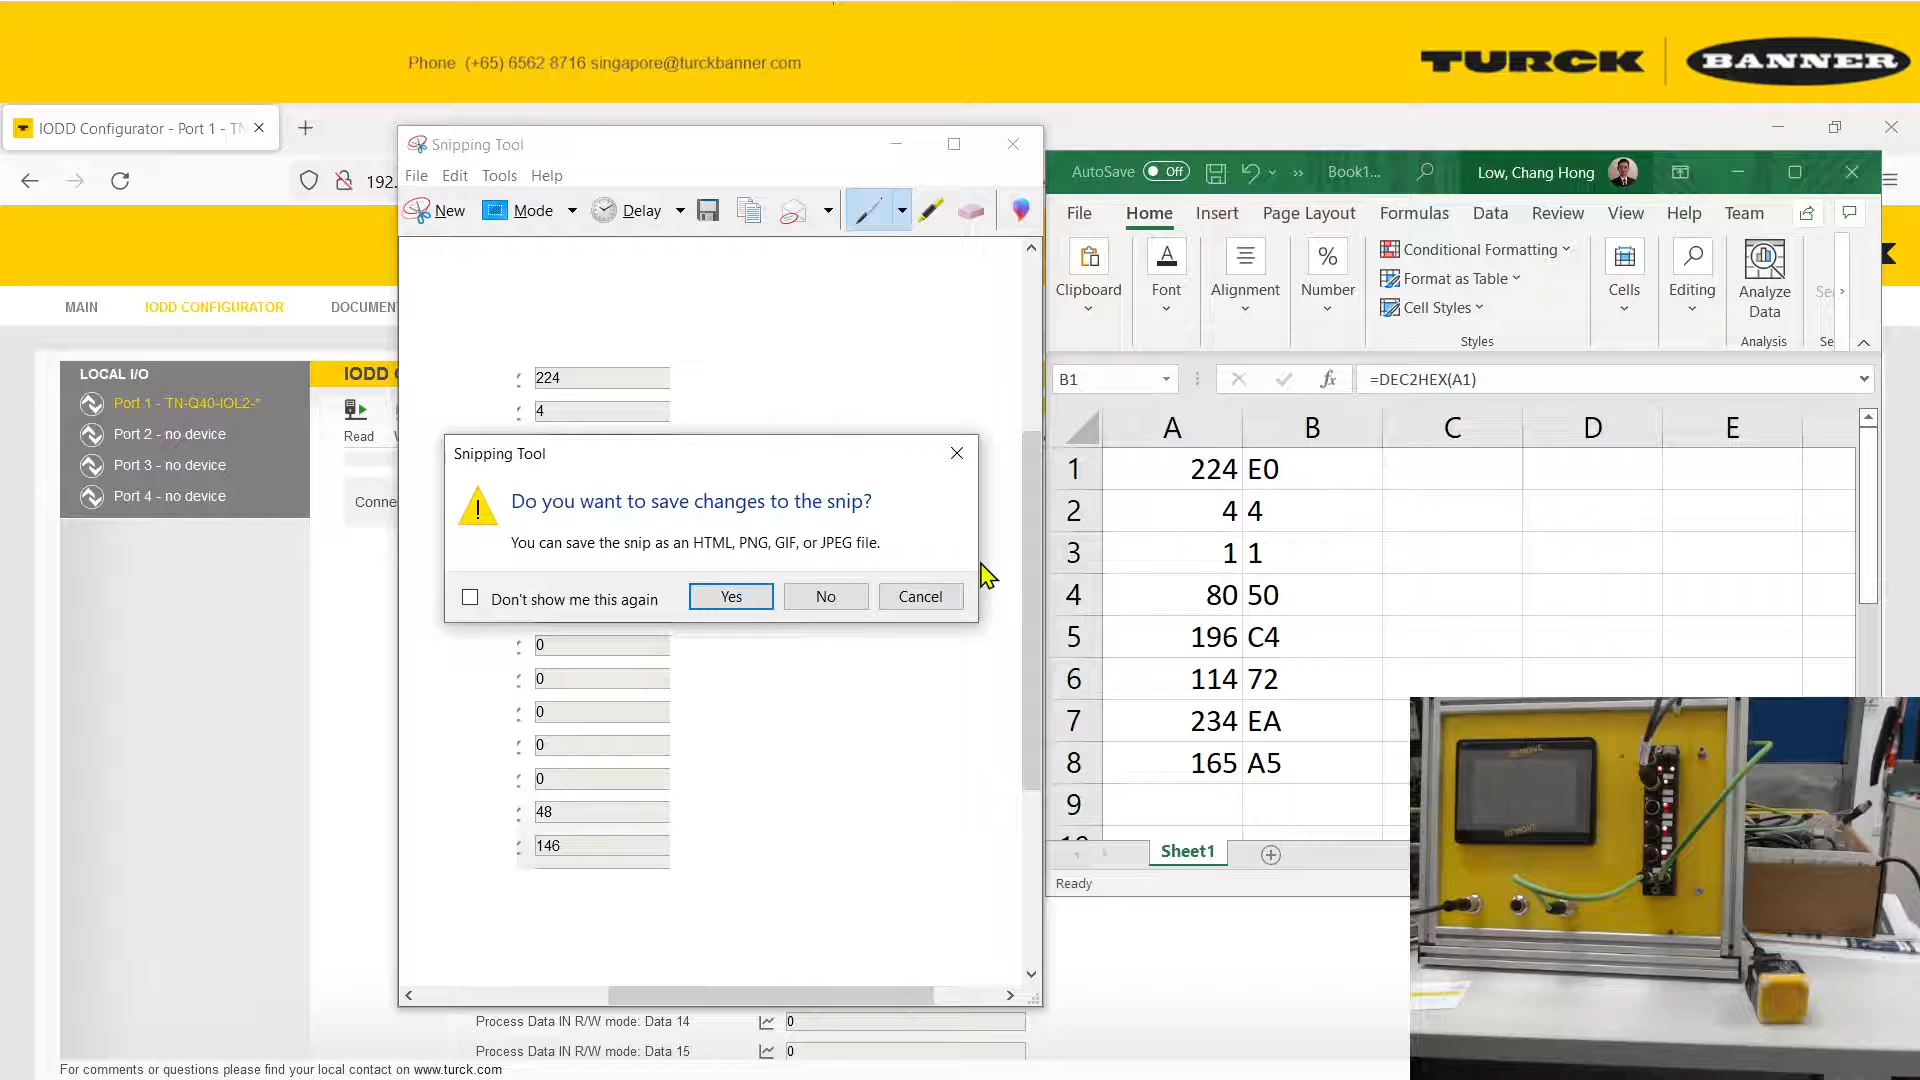 Phone (+65) 6562 8716 singapore@turckbanner com
TURCK
BANNER
IODD Configurator - Port 1 - TN
192.
MAIN
IODD CONFIGURATOR
DOCUMEN
LOCAL I/O
Port 1 - TN-Q40-IOL2-*
Port 2 - no device
Port 3 - no device
Port 4 - no device
IODD
Read
Conne
Snipping Tool
File Edit Tools Help
New Mode Delay
224
4
Snipping Tool
Do you want to save changes to the snip?
You can save the snip as an HTML, PNG, GIF, or JPEG file.
Don't show me this again
Yes
No
Cancel
0
0
0
0
0
48
146
Process Data IN R/W mode: Data 14
0
Process Data IN R/W mode: Data 15
0
For comments or questions please find your local contact on www.turck.com
AutoSave Off Book1... Low, Chang Hong
File Home Insert Page Layout Formulas Data Review View Help Team
Clipboard
Font
Alignment
Number
Conditional Formatting
Format as Table
Cell Styles
Styles
Cells
Editing
Analyze
Data
Analysis
Se
B1
=DEC2HEX(A1)
A B C D E
1 224 E0
2 4 4
3 1 1
4 80 50
5 196 C4
6 114 72
7 234 EA
8 165 A5
9
Sheet1
Ready